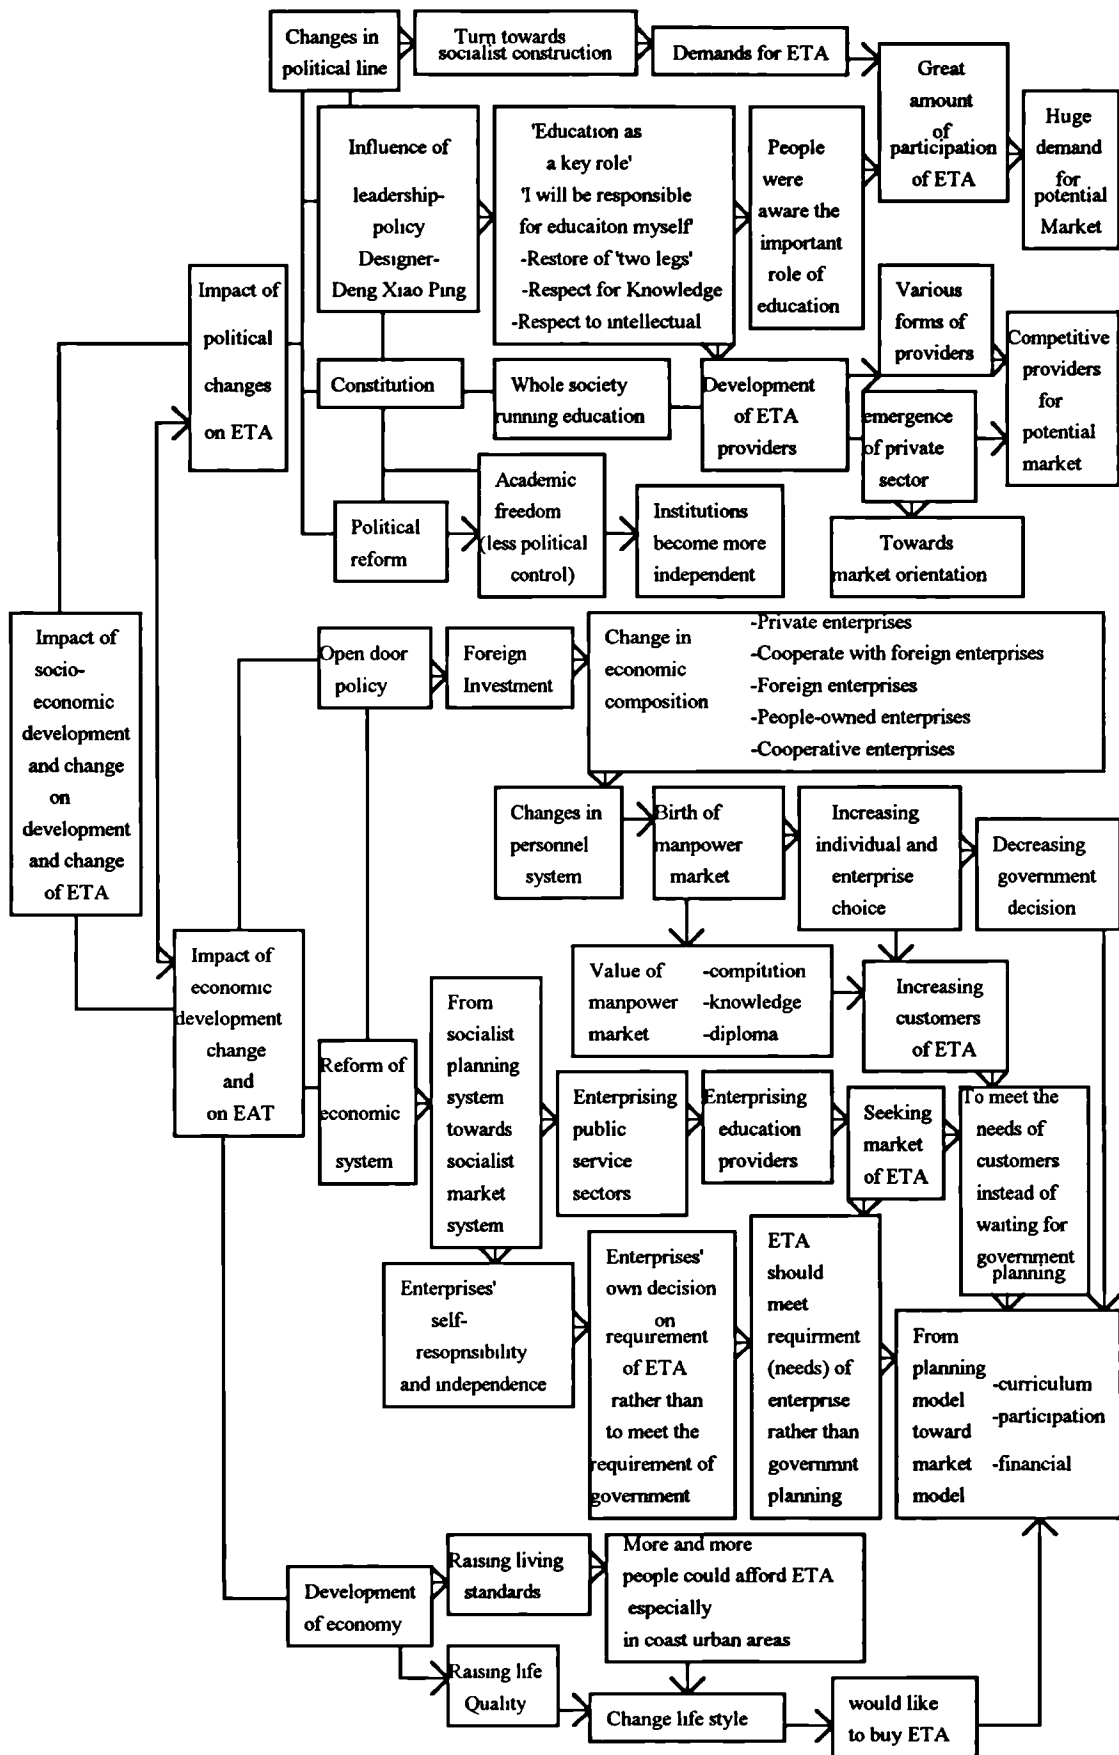 Changes in
political line
Turn towards
socialist construction
Demands for ETA
Great
amount
of
participation
of ETA
Huge
demand
for
potential
Market
Influence of
leadership-
policy
Designer-
Deng Xiao Ping
'Education as
a key role'
'I will be responsible
for educaiton myself'
-Restore of 'two legs'
-Respect for Knowledge
-Respect to intellectual
People
were
aware the
important
role of
education
Impact of
political
changes
on ETA
Various
forms of
providers
Competitive
providers
for
potential
market
Constitution
Whole society
running education
Development
of ETA
providers
emergence
of private
sector
Political
reform
Academic
freedom
(less political
control)
Institutions
become more
independent
Towards
market orientation
Impact of
socio-
economic
development
and change
on
development
and change
of ETA
Open door
policy
Foreign
Investment
Change in
economic
composition
-Private enterprises
-Cooperate with foreign enterprises
-Foreign enterprises
-People-owned enterprises
-Cooperative enterprises
Changes in
personnel
system
Birth of
manpower
market
Increasing
individual and
enterprise
choice
Decreasing
government
decision
Impact of
economic
development
change
and
on EAT
Value of
manpower
market
-compitition
-knowledge
-diploma
Increasing
customers
of ETA
Reform of
economic
system
From
socialist
planning
system
towards
socialist
market
system
Enterprising
public
service
sectors
Enterprising
education
providers
Seeking
market
of ETA
To meet the
needs of
customers
instead of
waiting for
government
planning
Enterprises'
self-
resopnsibility
and independence
Enterprises'
own decision
on
requirement
of ETA
rather than
to meet the
requirement of
government
ETA
should
meet
requirment
(needs) of
enterprise
rather than
governmnt
planning
From
planning
model
toward
market
model
-curriculum
-participation
-financial
Development
of economy
Raising living
standards
More and more
people could afford ETA
especially
in coast urban areas
Raising life
Quality
Change life style
would like
to buy ETA